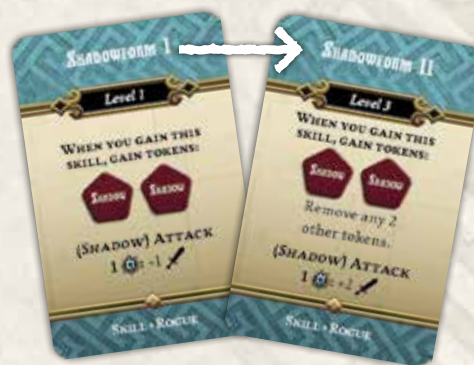 Shadowform I
Level 1
When you gain this
skill, gain tokens:
Shadow Shadow
(Shadow) Attack
1 : +1
Skill • Rogue
Shadowform II
Level 3
When you gain this
skill, gain tokens:
Shadow Shadow
Remove any 2
other tokens.
(Shadow) Attack
1 : +2
Skill • Rogue